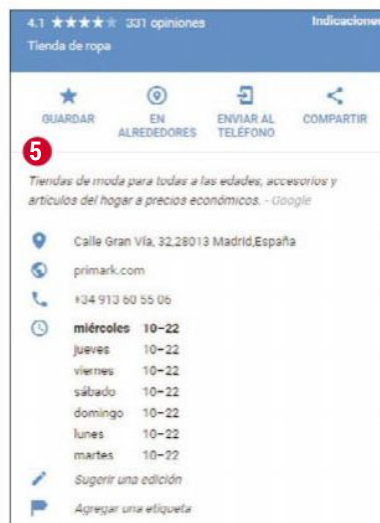 4.1 ★★★★★ 331 opiniones
Indicaciones
Tienda de ropa
GUARDAR
EN ALREDEDORES
ENVIAR AL TELÉFONO
COMPARTIR
5
Tiendas de moda para todas a las edades, accesorios y
artículos del hogar a precios económicos. - Google
Calle Gran Vía, 32,28013 Madrid,España
primark.com
+34 913 60 55 06
miércoles 10–22
jueves 10–22
viernes 10–22
sábado 10–22
domingo 10–22
lunes 10–22
martes 10–22
Sugerir una edición
Agregar una etiqueta